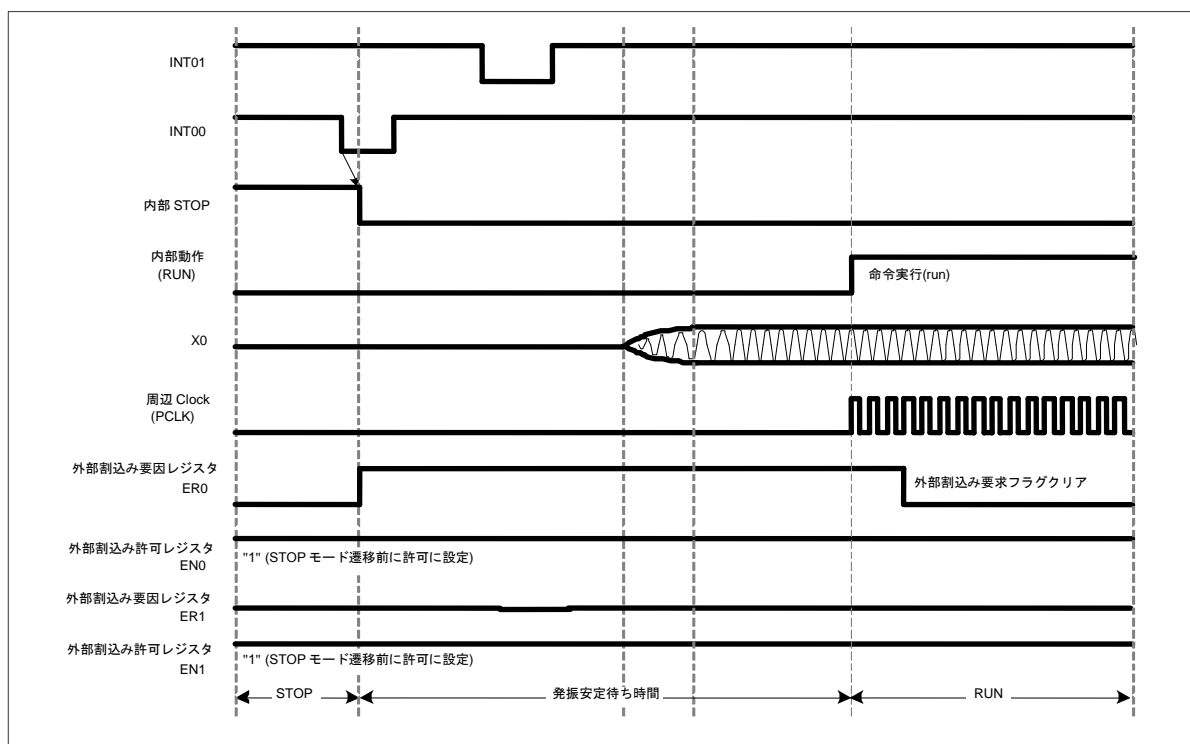 INT01
INT00
内部 STOP
内部動作
(RUN)
命令実行(run)
X0
周辺 Clock
(PCLK)
外部割込み要因レジスタ
ER0
外部割込み要求フラグクリア
外部割込み許可レジスタ
EN0
"1" (STOP モード遷移前に許可に設定)
外部割込み要因レジスタ
ER1
外部割込み許可レジスタ
EN1
"1" (STOP モード遷移前に許可に設定)
STOP
発振安定待ち時間
RUN